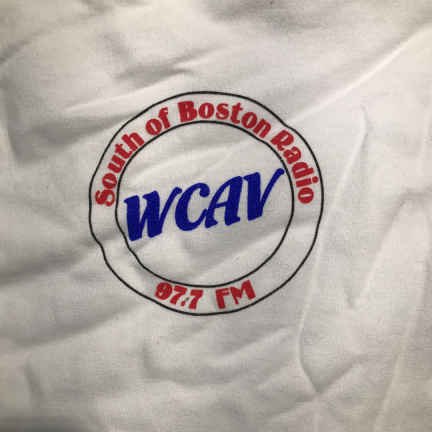 South of Boston Radio
WCAV
97.7 FM